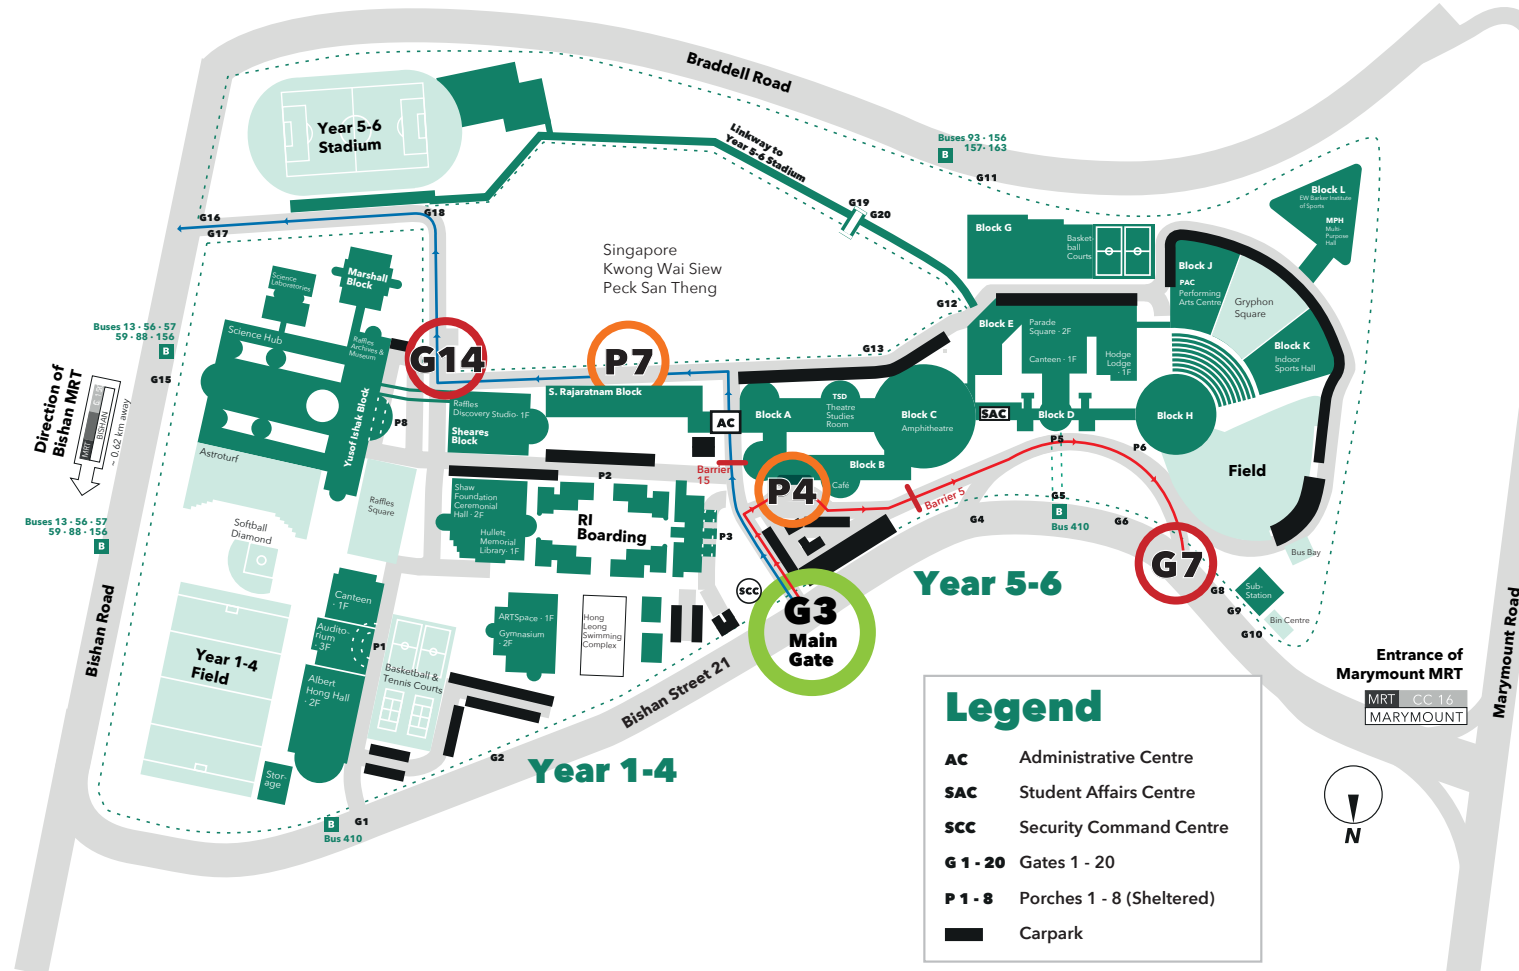 Braddell Road
Year 5-6
Stadium
Linkway to
Year 5-6 Stadium
Buses 93 · 156
157· 163
B
G11
G19
G20
G16
G17
G18
Singapore
Kwong Wai Siew
Peck San Theng
Block G
Basket-
ball
Courts
Block L
EW Barker Institute
of Sports
MPH
Multi-
Purpose
Hall
Block J
PAC
Performing
Arts Centre
Gryphon
Square
Block K
Indoor
Sports Hall
G12
Block E
Parade
Square · 2F
Canteen · 1F
Hodge
Lodge
· 1F
G13
Science
Laboratories
Marshall
Block
Science Hub
Raffles
Archives &
Museum
Buses 13 · 56 · 57
59 · 88 · 156
B
G15
Direction of
Bishan MRT
MRT
BISHAN
~ 0.62 km away
G14
P7
S. Rajaratnam Block
Raffles
Discovery Studio· 1F
Sheares
Block
Yusof Ishak Block
P8
AC
Block A
TSD
Theatre
Studies
Room
Block C
Amphitheatre
SAC
Block D
Block H
Block B
Café
P5
P6
Field
Astroturf
Raffles
Square
P2
Barrier
15
P4
Barrier 5
G5
B
Bus 410
G4
G6
G7
Bus Bay
Shaw
Foundation
Ceremonial
Hall · 2F
Hullett
Memorial
Library· 1F
RI
Boarding
P3
Softball
Diamond
Buses 13 · 56 · 57
59 · 88 · 156
B
SCC
G3
Main
Gate
Year 5-6
G8
Sub-
Station
G9
Bin Centre
G10
Bishan Road
Canteen
· 1F
Audito-
rium
· 3F
P1
ARTSpace · 1F
Gymnasium
· 2F
Hong
Leong
Swimming
Complex
Year 1-4
Field
Albert
Hong Hall
· 2F
Basketball &
Tennis Courts
Bishan Street 21
Entrance of
Marymount MRT
MRT CC 16
MARYMOUNT
Marymount Road
G2
Year 1-4
Stor-
age
B
G1
Bus 410
Legend
AC Administrative Centre
SAC Student Affairs Centre
SCC Security Command Centre
G 1 - 20 Gates 1 - 20
P 1 - 8 Porches 1 - 8 (Sheltered)
Carpark
N